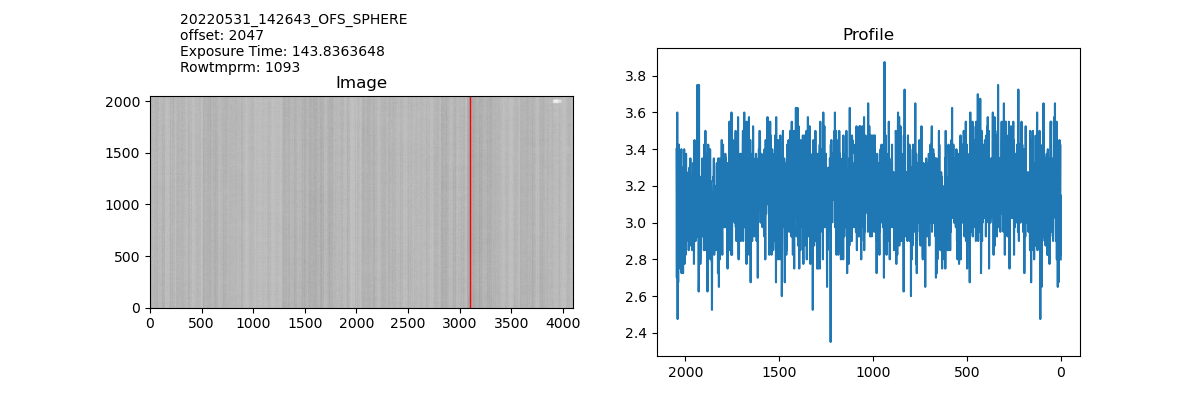 20220531_142643_OFS_SPHERE
offset: 2047
Exposure Time: 143.8363648
Rowtmprm: 1093
Image
2000
1500
1000
500
0
0 500 1000 1500 2000 2500 3000 3500 4000
Profile
3.8
3.6
3.4
3.2
3.0
2.8
2.6
2.4
2000 1500 1000 500 0